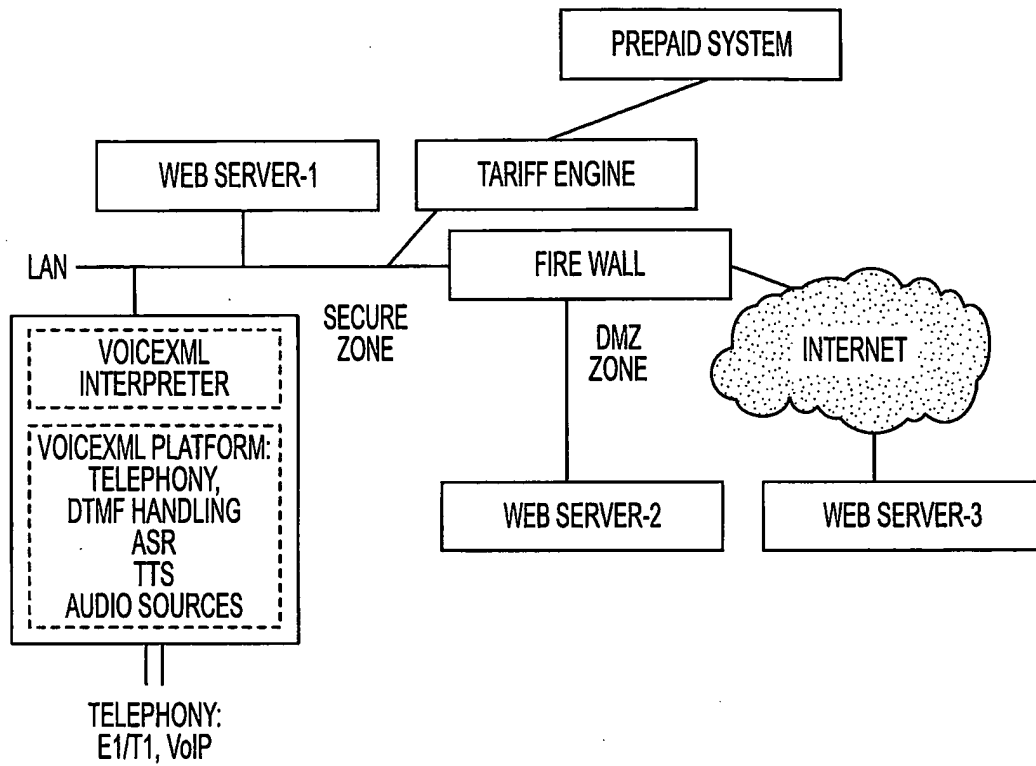 PREPAID SYSTEM
WEB SERVER-1
TARIFF ENGINE
LAN
FIRE WALL
SECURE
ZONE
DMZ
ZONE
INTERNET
VOICEXML
INTERPRETER
VOICEXML PLATFORM:
TELEPHONY,
DTMF HANDLING
ASR
TTS
AUDIO SOURCES
WEB SERVER-2
WEB SERVER-3
TELEPHONY:
E1/T1, VoIP